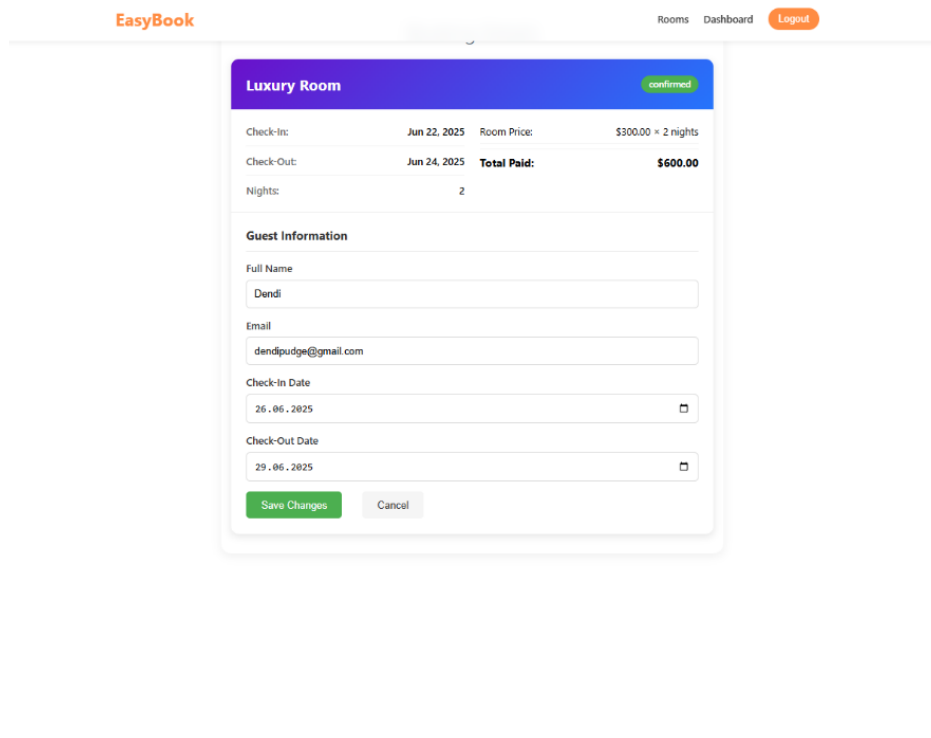 EasyBook Rooms Dashboard Logout
Luxury Room confirmed
Check-In: Jun 22, 2025 Room Price: $300.00 × 2 nights
Check-Out: Jun 24, 2025 Total Paid: $600.00
Nights: 2
Guest Information
Full Name
Dendi
Email
dendipudge@gmail.com
Check-In Date
26.06.2025
Check-Out Date
29.06.2025
Save Changes Cancel